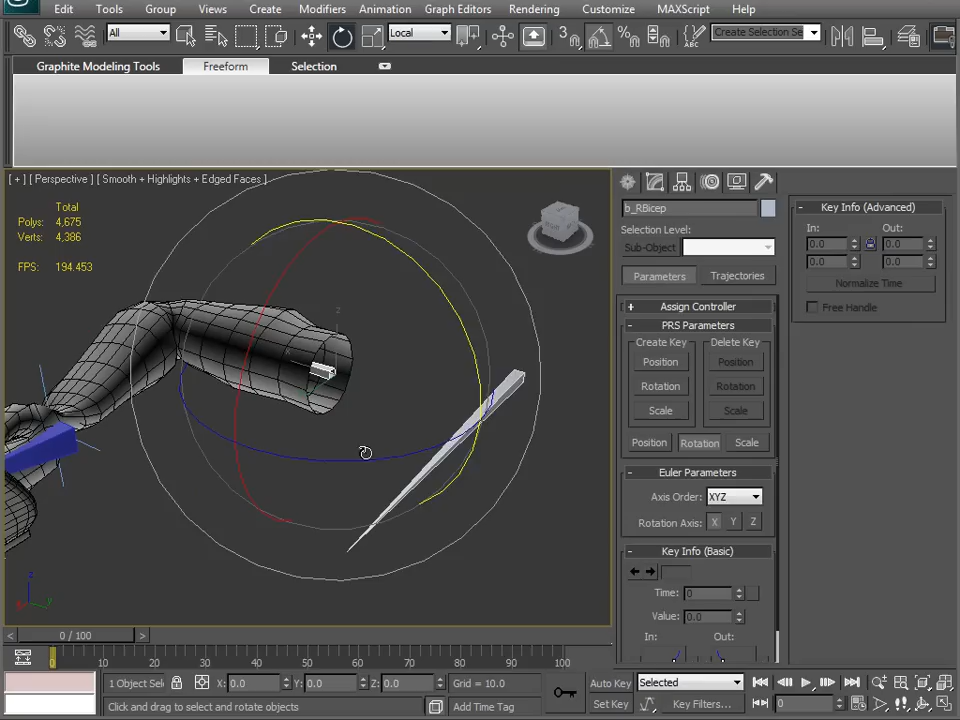 Edit Tools Group Views Create Modifiers Animation Graph Editors Rendering Customize MAXScript Help
All Local 3 Create Selection Se
Graphite Modeling Tools Freeform Selection
[ + ] [ Perspective ] [ Smooth + Highlights + Edged Faces ]
Total
Polys: 4,675
Verts: 4,386
FPS: 194.453
z
z
y
b_RBicep
Selection Level:
Sub-Object
Parameters Trajectories
+ Assign Controller
- PRS Parameters
Create Key Delete Key
Position Position
Rotation Rotation
Scale Scale
Position Rotation Scale
- Euler Parameters
Axis Order: XYZ
Rotation Axis: X Y Z
- Key Info (Basic)
Time: 0
Value: 0.0
In: Out:
- Key Info (Advanced)
In: Out:
0.0 0.0
0.0 0.0
Normalize Time
Free Handle
< 0 / 100 >
0 10 20 30 40 50 60 70 80 90 100
1 Object Sel X: 0.0 Y: 0.0 Z: 0.0 Grid = 10.0 Auto Key Selected
Click and drag to select and rotate objects Add Time Tag Set Key Key Filters... 0